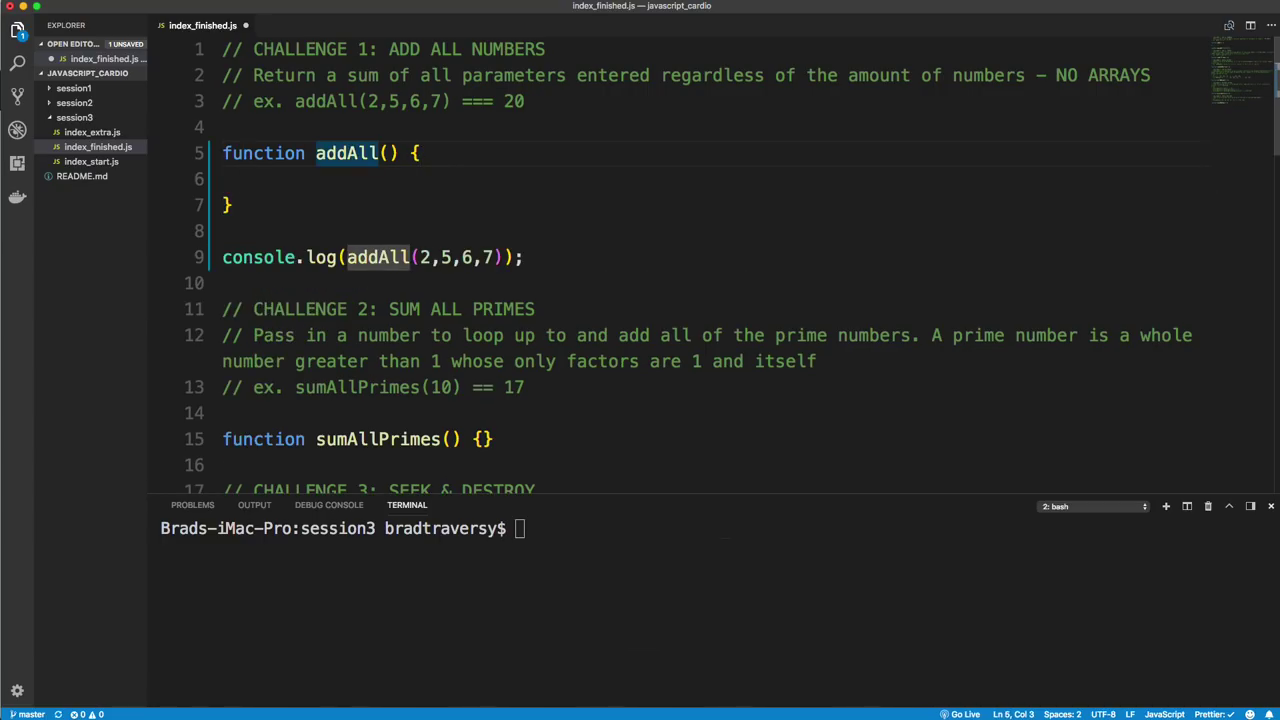 index_finished.js — javascript_cardio
EXPLORER
OPEN EDITO... 1 UNSAVED
index_finished.js ...
JAVASCRIPT_CARDIO
session1
session2
session3
index_extra.js
index_finished.js
index_start.js
README.md
index_finished.js
1 // CHALLENGE 1: ADD ALL NUMBERS
2 // Return a sum of all parameters entered regardless of the amount of numbers - NO ARRAYS
3 // ex. addAll(2,5,6,7) === 20
4
5 function addAll() {
6
7 }
8
9 console.log(addAll(2,5,6,7));
10
11 // CHALLENGE 2: SUM ALL PRIMES
12 // Pass in a number to loop up to and add all of the prime numbers. A prime number is a whole
number greater than 1 whose only factors are 1 and itself
13 // ex. sumAllPrimes(10) == 17
14
15 function sumAllPrimes() {}
16
17 // CHALLENGE 3: SEEK & DESTROY
PROBLEMS OUTPUT DEBUG CONSOLE TERMINAL 2: bash
Brads-iMac-Pro:session3 bradtraversy$
master 0 0 Go Live Ln 5, Col 3 Spaces: 2 UTF-8 LF JavaScript Prettier: ✓